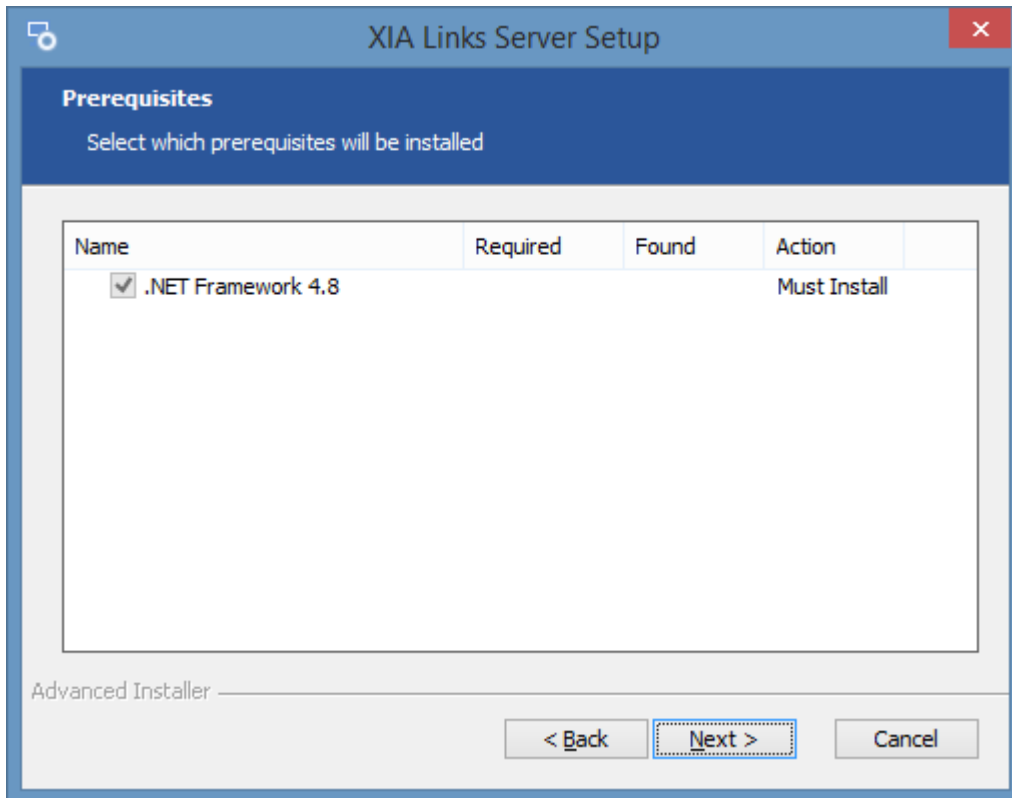 XIA Links Server Setup
Prerequisites
Select which prerequisites will be installed
Name Required Found Action
.NET Framework 4.8 Must Install
Advanced Installer
< Back Next > Cancel